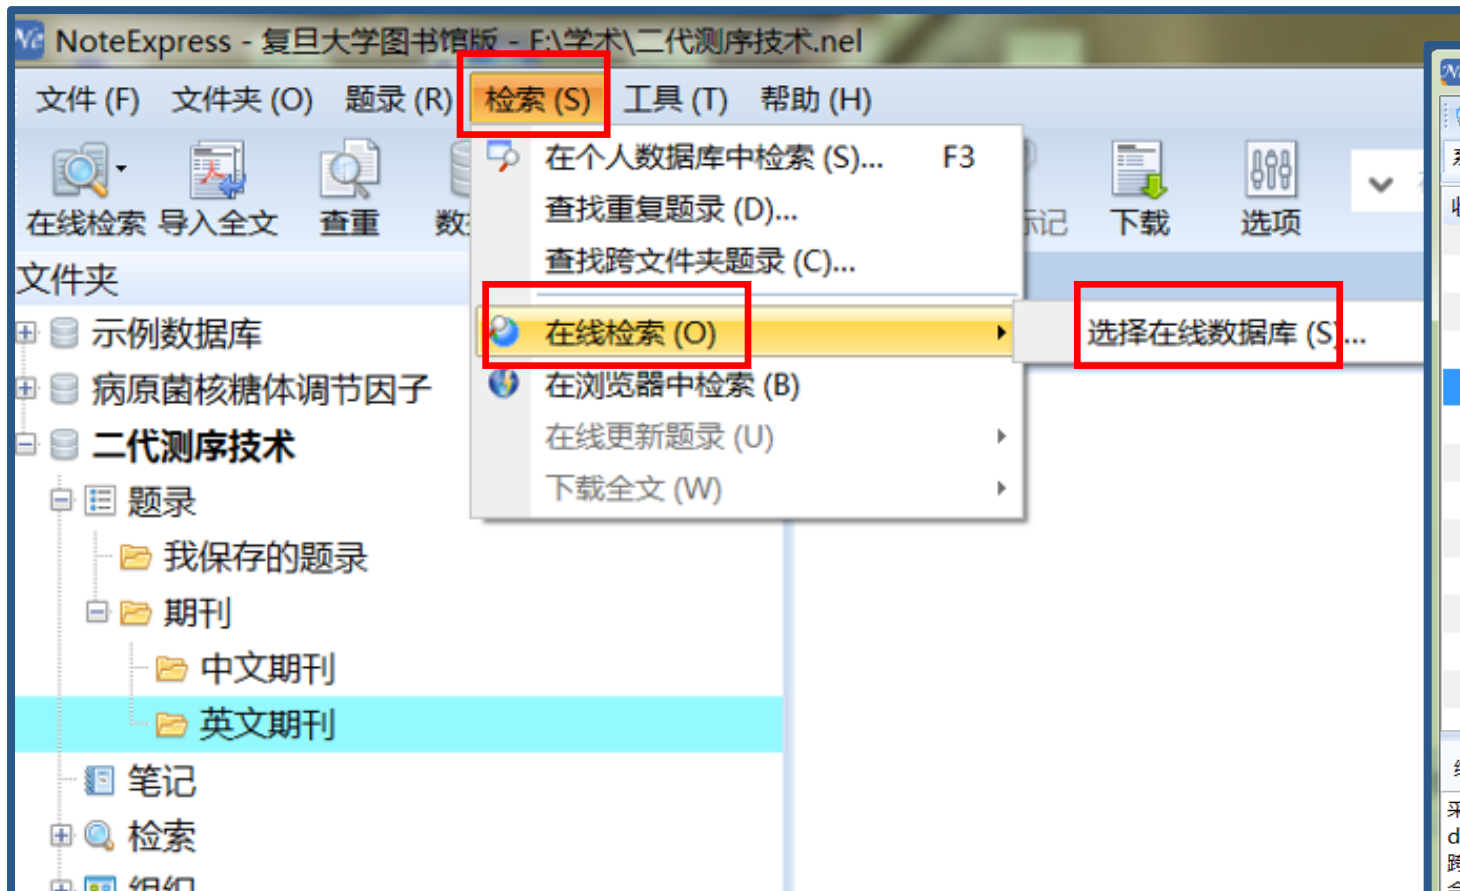 NoteExpress - 复旦大学图书馆版 - F:\学术\二代测序技术.nel
文件 (F) 文件夹 (O) 题录 (R) 检索 (S) 工具 (T) 帮助 (H)
在线检索 导入全文 查重 下载 选项
在个人数据库中检索 (S)... F3
查找重复题录 (D)...
查找跨文件夹题录 (C)...
在线检索 (O)
选择在线数据库 (S)...
在浏览器中检索 (B)
在线更新题录 (U)
下载全文 (W)
文件夹
示例数据库
病原菌核糖体调节因子
二代测序技术
题录
我保存的题录
期刊
中文期刊
英文期刊
笔记
检索
组织